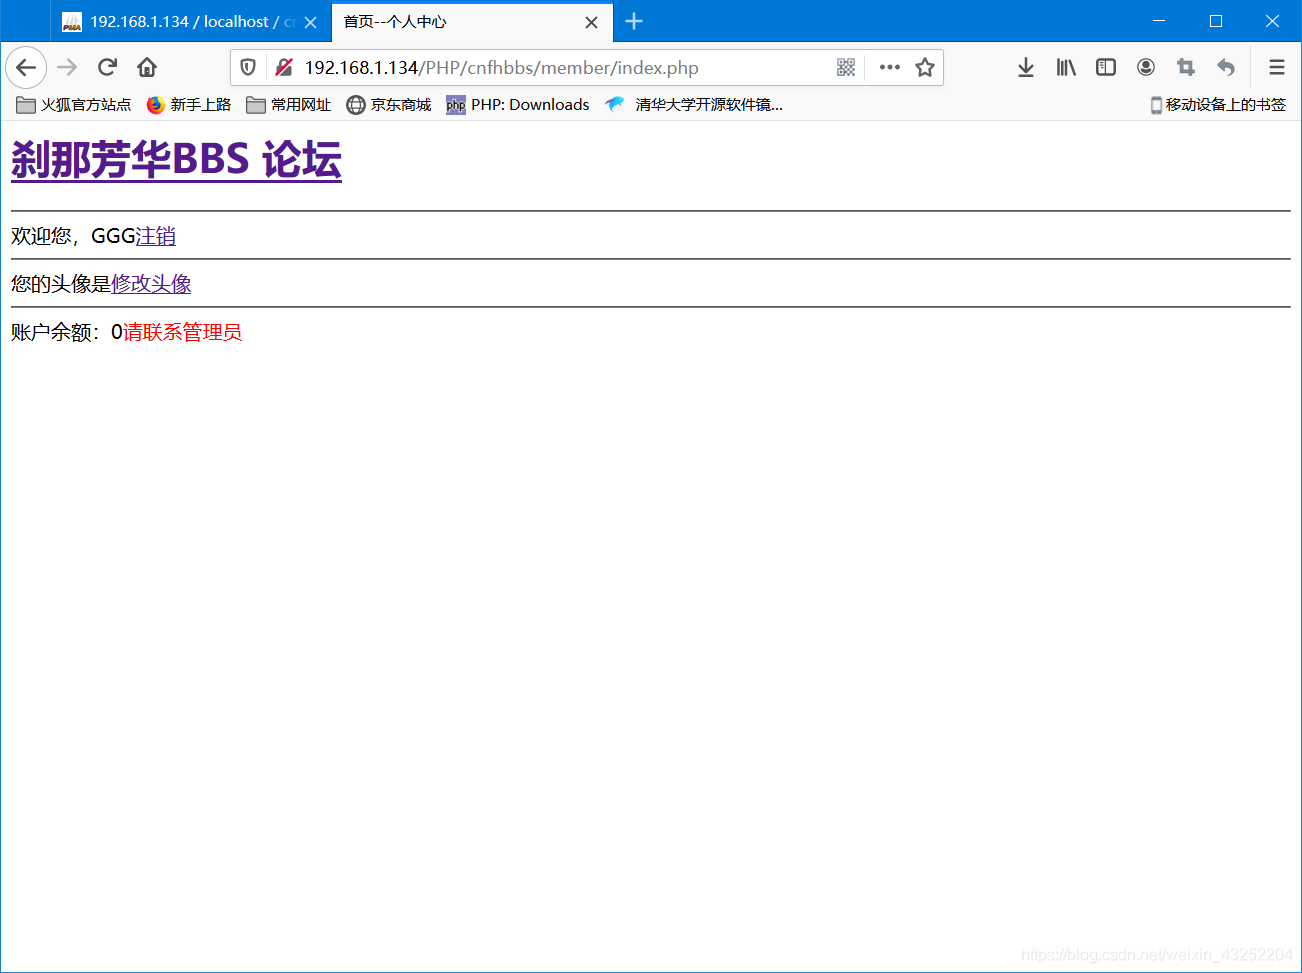 192.168.1.134 / localhost / cr
首页--个人中心
192.168.1.134/PHP/cnfhbbs/member/index.php
火狐官方站点 新手上路 常用网址 京东商城 php PHP: Downloads 清华大学开源软件镜... 移动设备上的书签
刹那芳华BBS 论坛
欢迎您，GGG注销
您的头像是修改头像
账户余额：0请联系管理员
https://blog.csdn.net/weixin_43252204